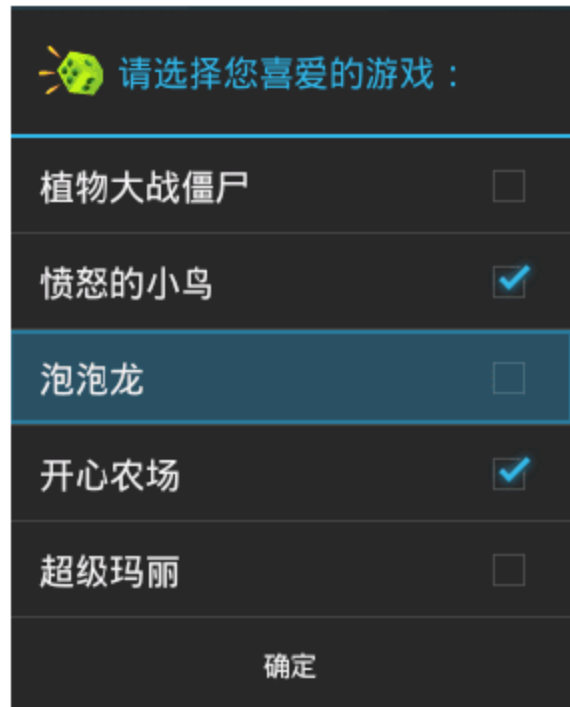 请选择您喜爱的游戏：
植物大战僵尸
愤怒的小鸟
泡泡龙
开心农场
超级玛丽
确定